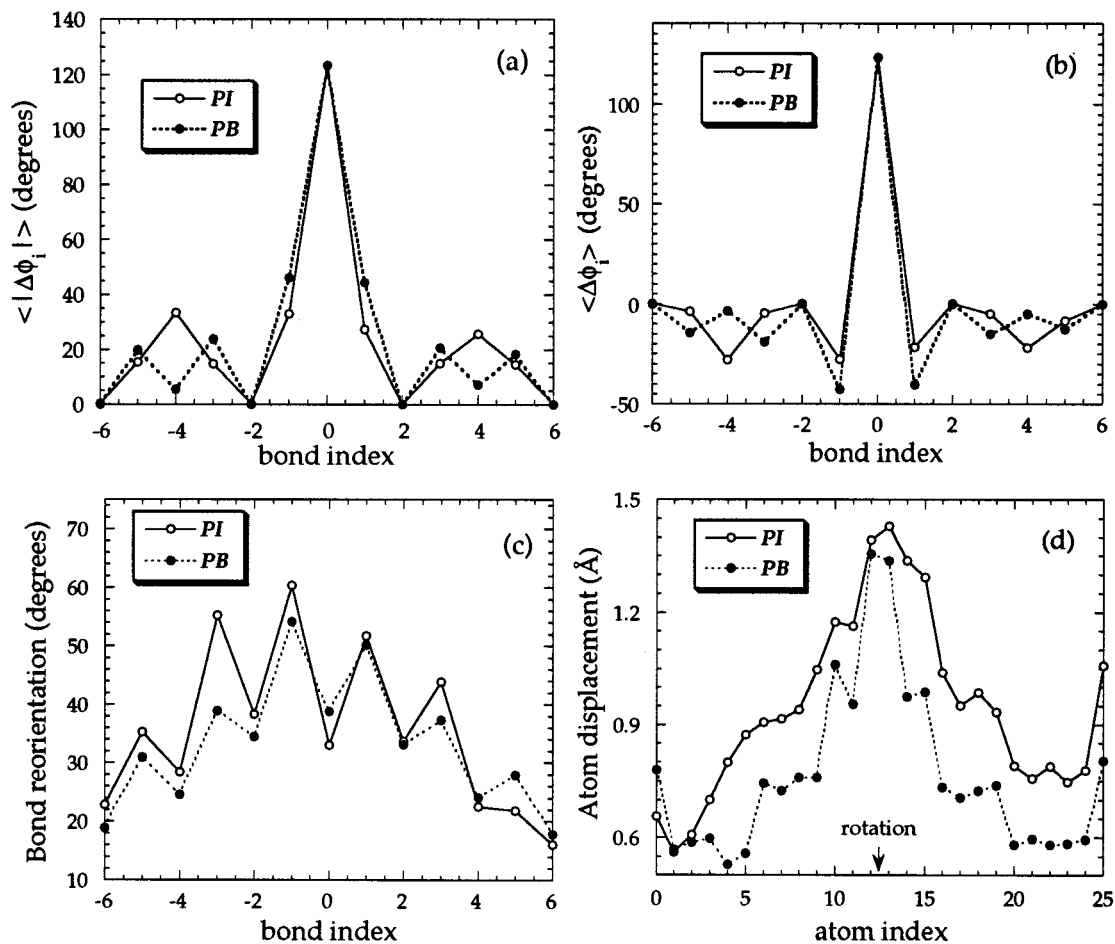 (a)
PI
PB
< | Δϕi | > (degrees)
140
120
100
80
60
40
20
0
-6 -4 -2 0 2 4 6
bond index
(b)
PI
PB
<Δϕi> (degrees)
100
50
0
-50
-6 -4 -2 0 2 4 6
bond index
(c)
PI
PB
Bond reorientation (degrees)
70
60
50
40
30
20
10
-6 -4 -2 0 2 4 6
bond index
(d)
PI
PB
Atom displacement (Å)
1.5
1.2
0.9
0.6
rotation
0 5 10 15 20 25
atom index